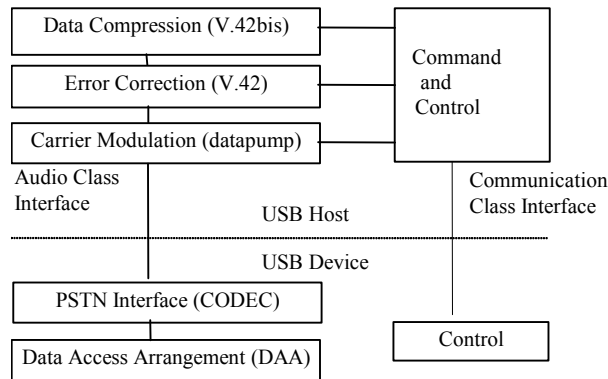 Data Compression (V.42bis)
Error Correction (V.42)
Carrier Modulation (datapump)
Command
and
Control
Audio Class
Interface
Communication
Class Interface
USB Host
USB Device
PSTN Interface (CODEC)
Data Access Arrangement (DAA)
Control